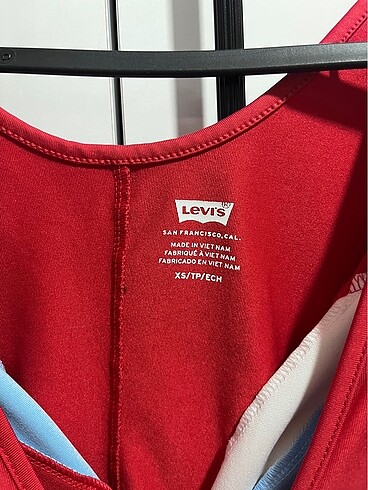 LEVI'S®
SAN FRANCISCO, CAL.
MADE IN VIET NAM
FABRIQUÉ À VIET NAM
FABRICADO EN VIET NAM
XS/TP/ECH